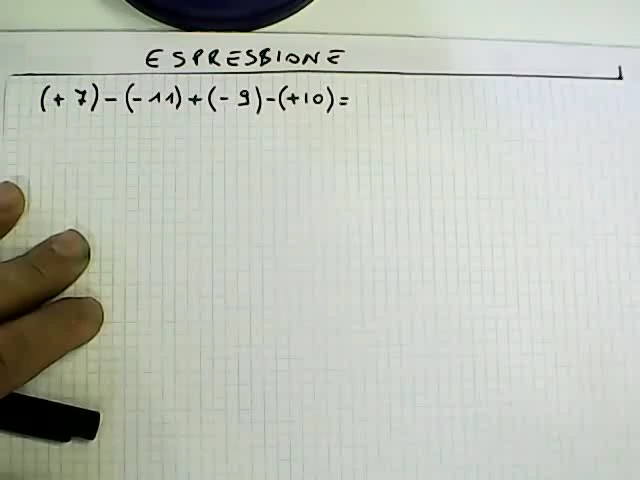 ESPRESSIONE
(+ 7) - (- 11) + (- 9) - (+10) =